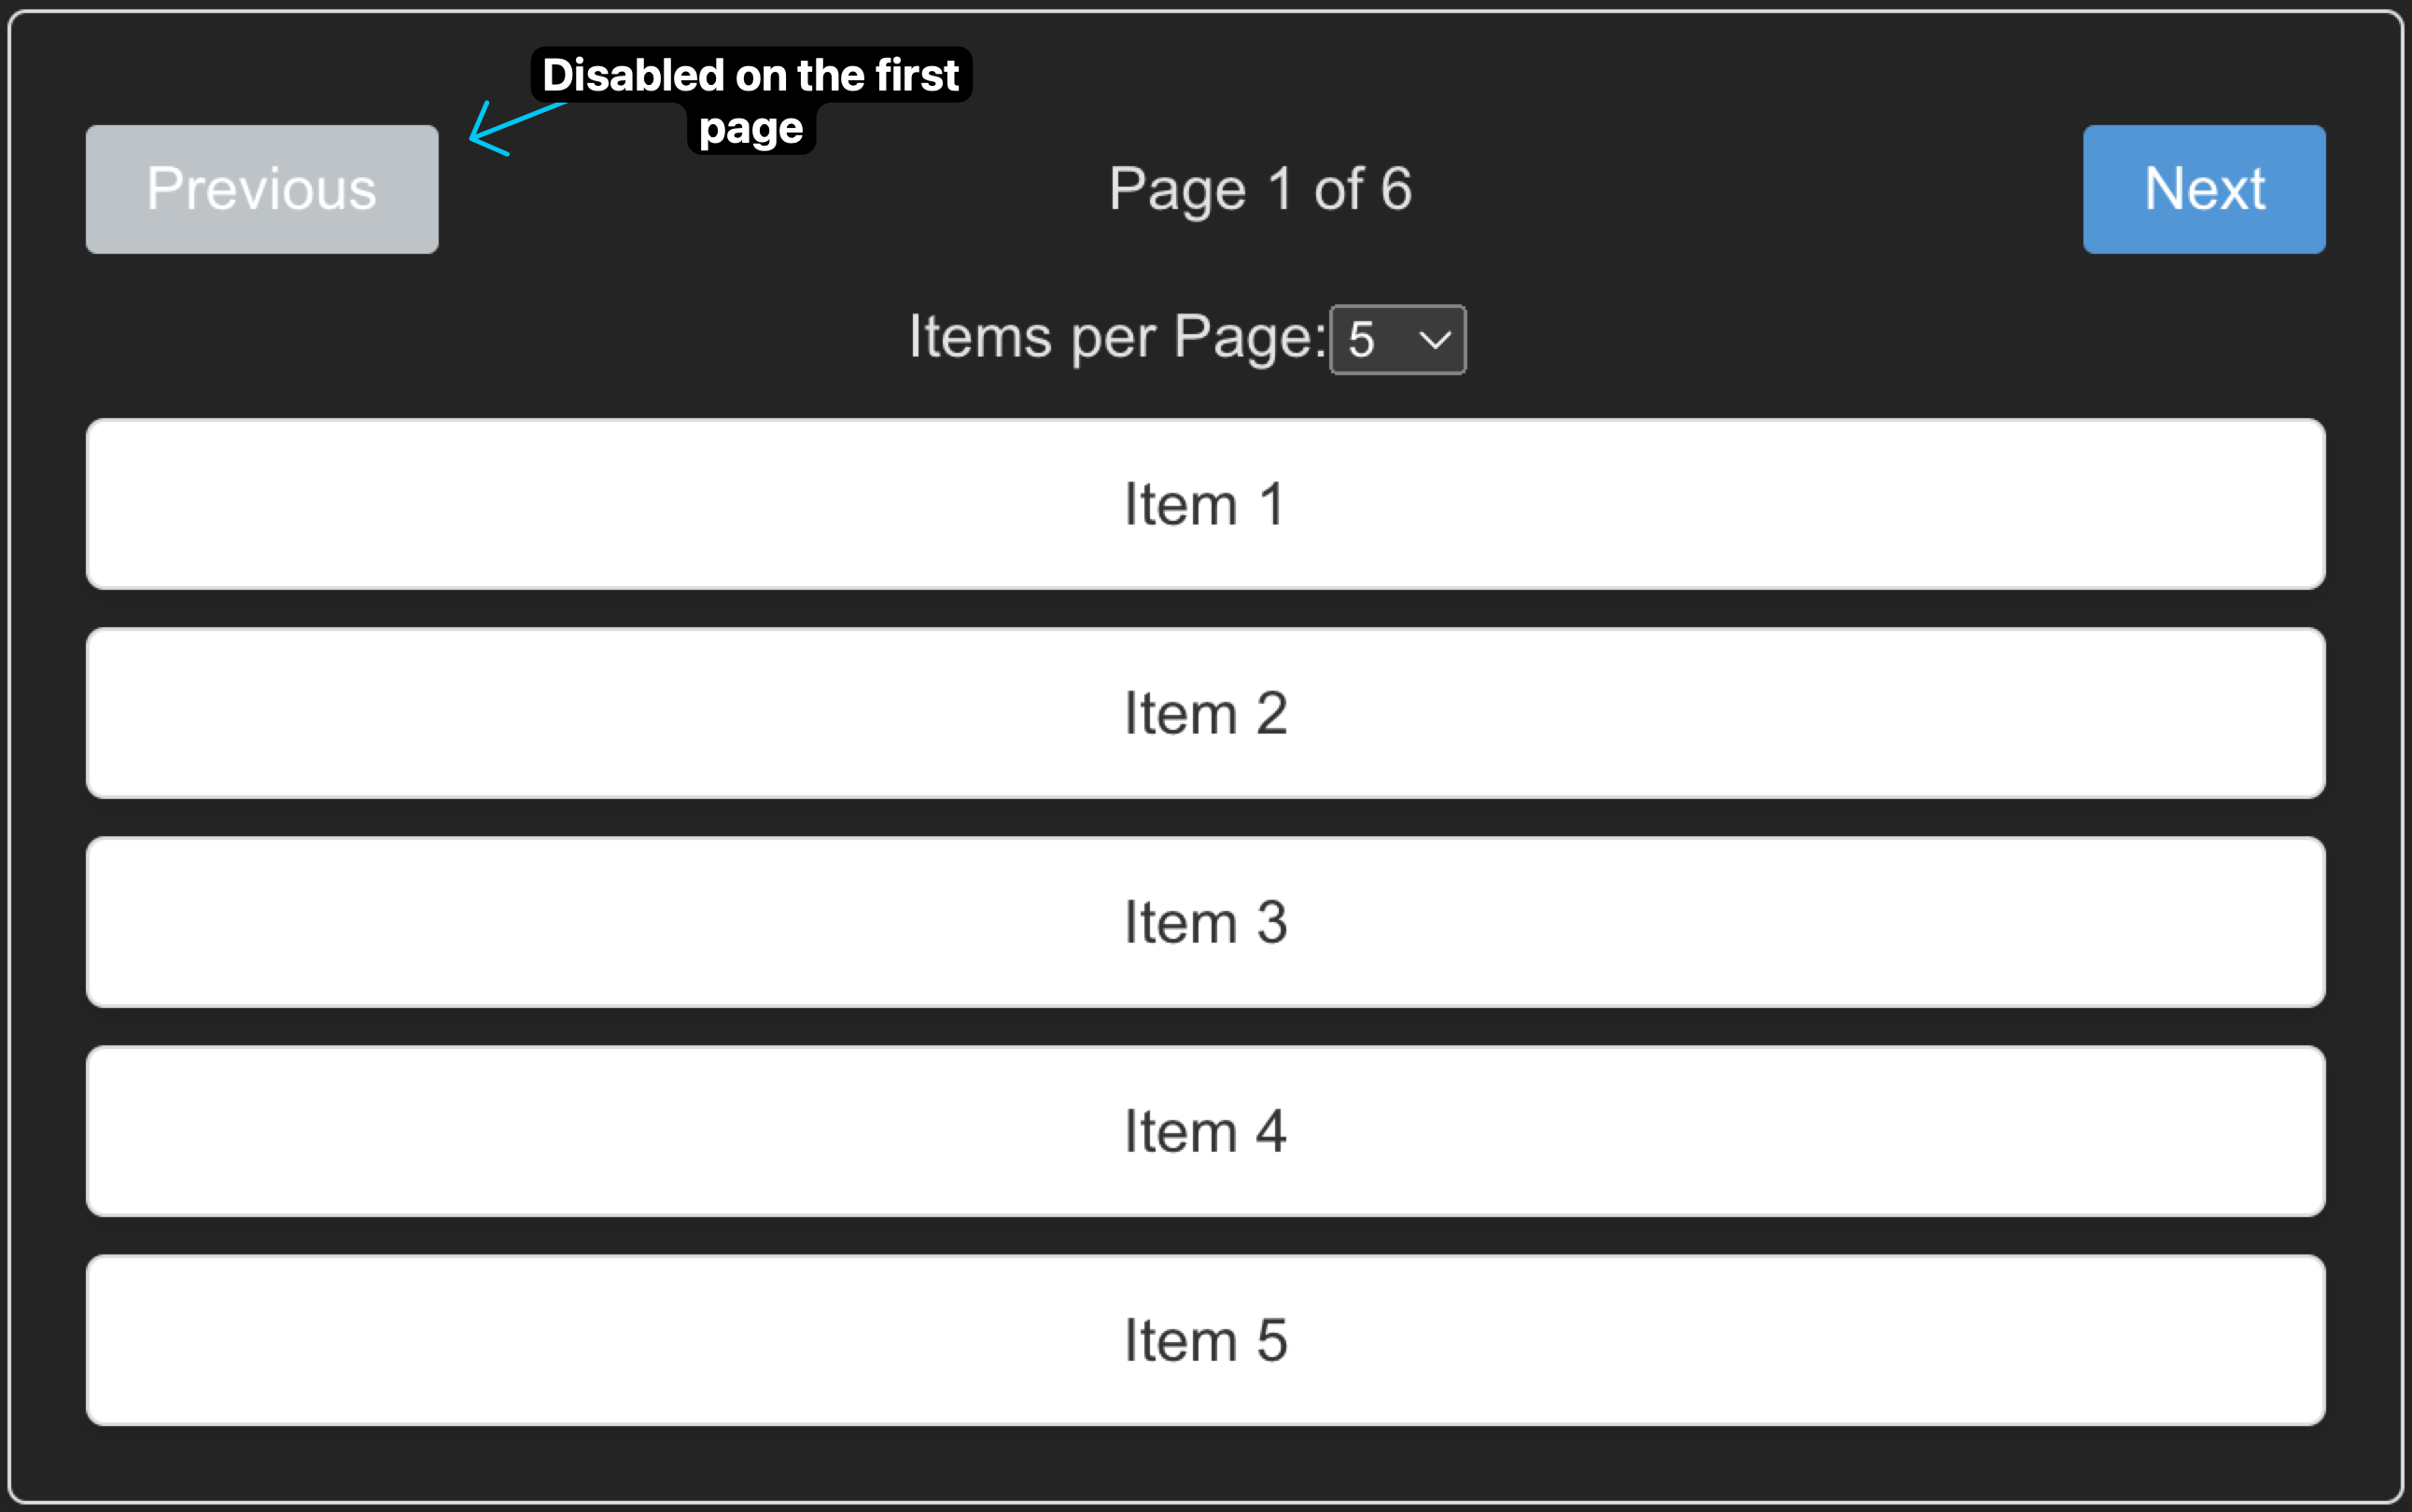 Disabled on the first
page
Previous
Page 1 of 6
Next
Items per Page: 5
Item 1
Item 2
Item 3
Item 4
Item 5